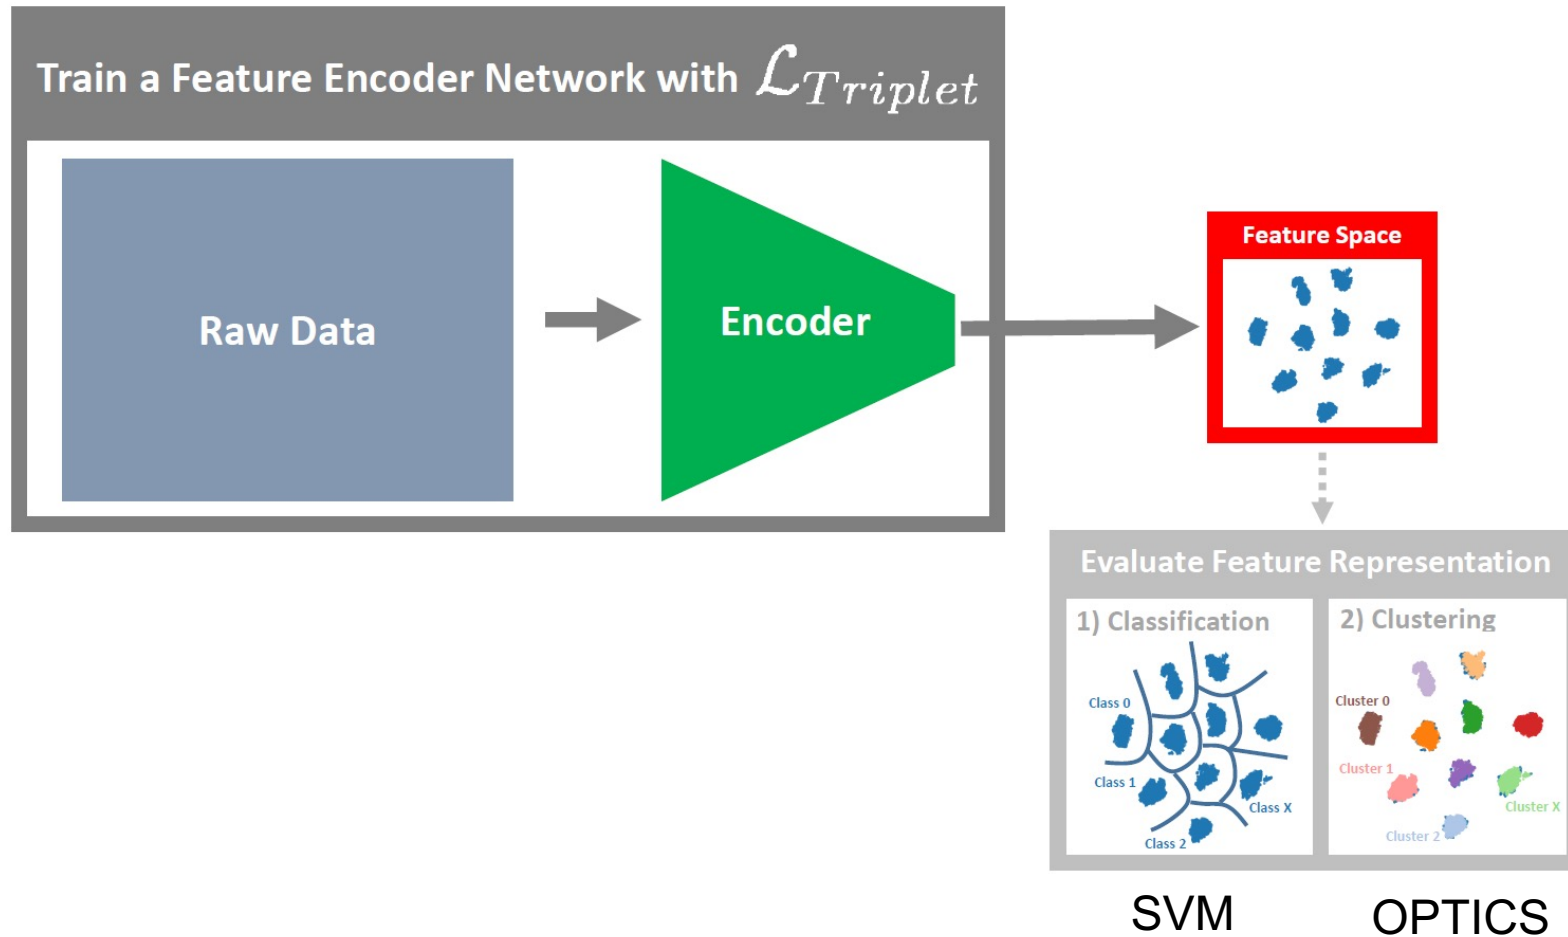 Train a Feature Encoder Network with ℒ_Triplet
Raw Data
Encoder
Feature Space
Evaluate Feature Representation
1) Classification
Class 0
Class 1
Class X
Class 2
2) Clustering
Cluster 0
Cluster 1
Cluster X
Cluster 2
SVM
OPTICS